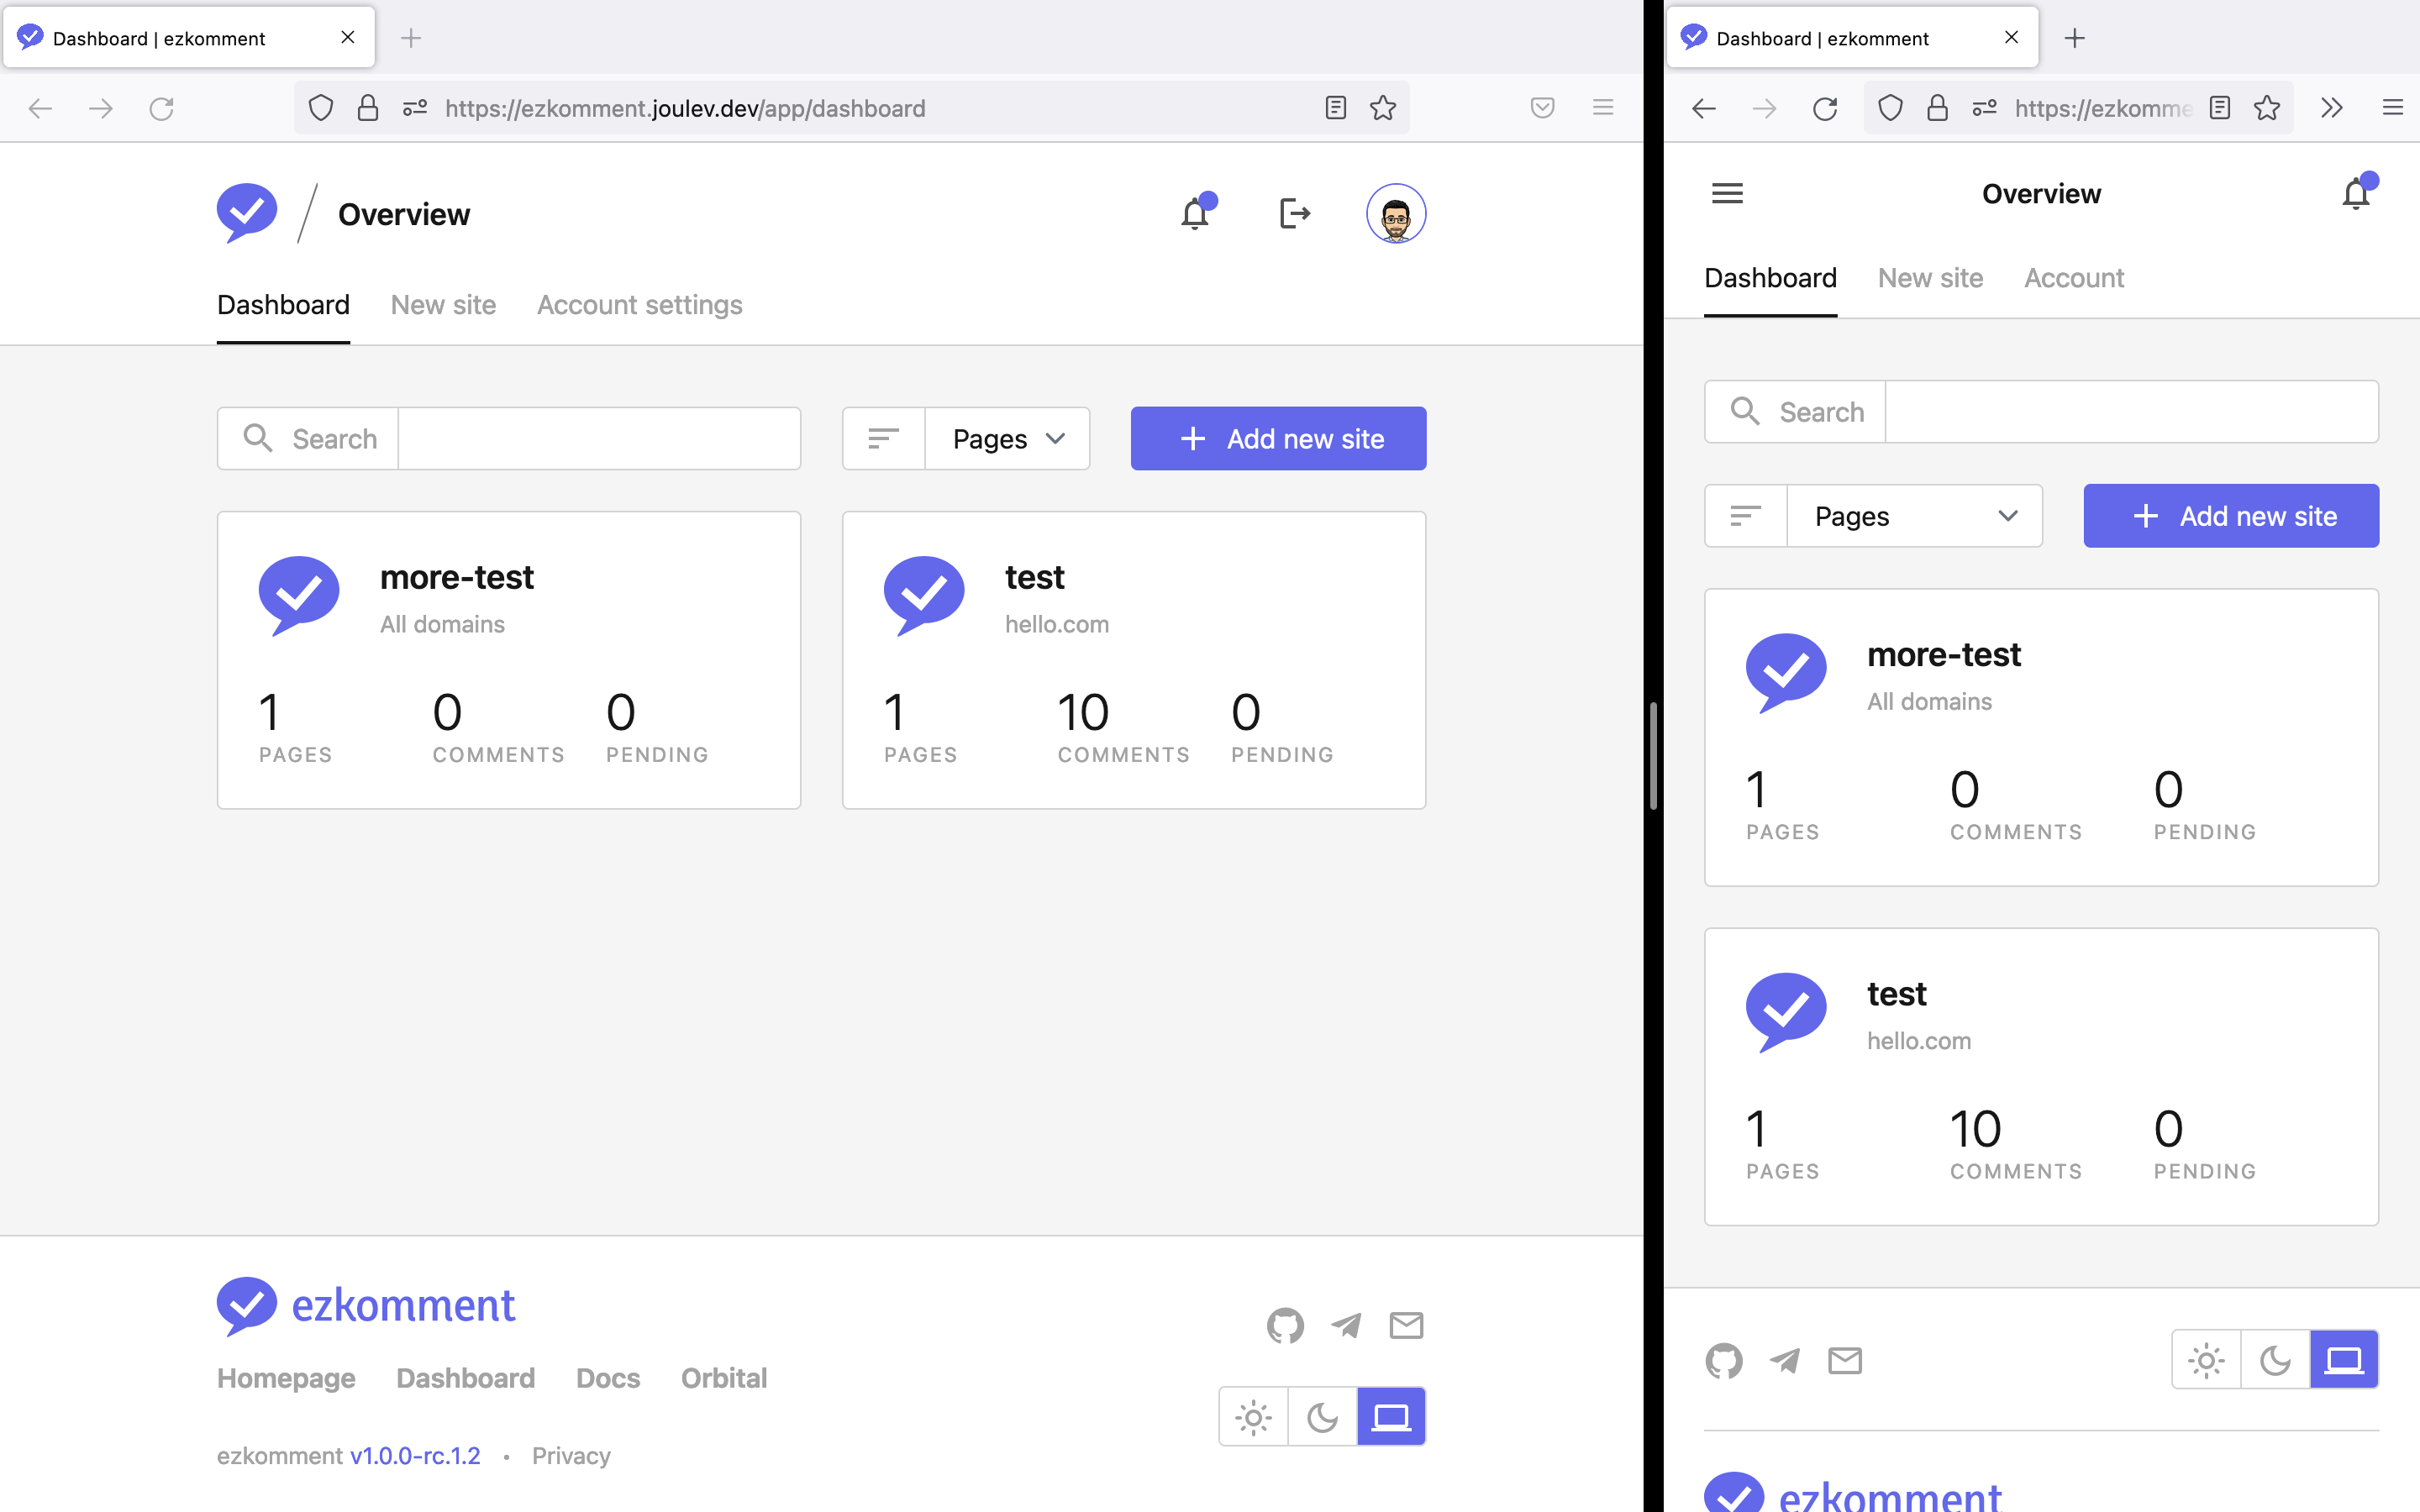 Dashboard | ezkomment
https://ezkomment.joulev.dev/app/dashboard
Overview
Dashboard New site Account settings
Search
Pages
Add new site
more-test
All domains
1 0 0
PAGES COMMENTS PENDING
test
hello.com
1 10 0
PAGES COMMENTS PENDING
ezkomment
Homepage Dashboard Docs Orbital
ezkomment v1.0.0-rc.1.2 • Privacy
Dashboard | ezkomment
https://ezkomme
Overview
Dashboard New site Account
Search
Pages
Add new site
more-test
All domains
1 0 0
PAGES COMMENTS PENDING
test
hello.com
1 10 0
PAGES COMMENTS PENDING
ezkomment